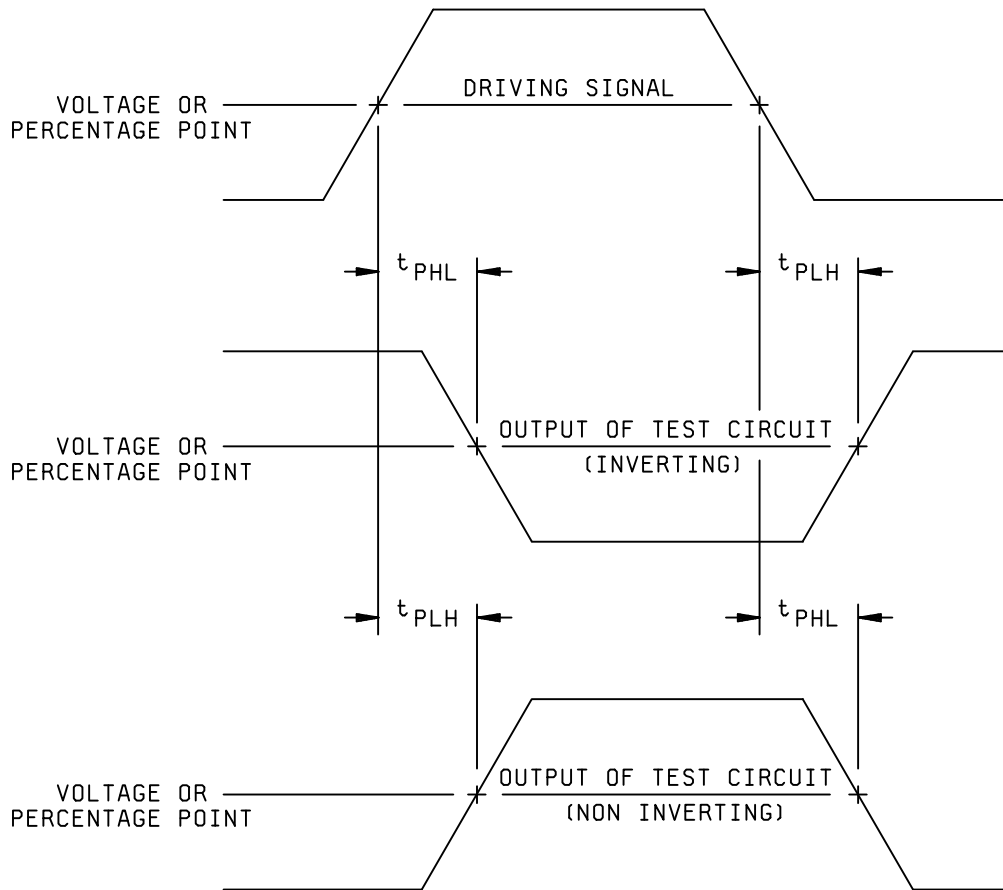 DRIVING SIGNAL
VOLTAGE OR
PERCENTAGE POINT
tPHL
tPLH
OUTPUT OF TEST CIRCUIT
VOLTAGE OR
(INVERTING)
PERCENTAGE POINT
tPLH
tPHL
OUTPUT OF TEST CIRCUIT
VOLTAGE OR
(NON INVERTING)
PERCENTAGE POINT